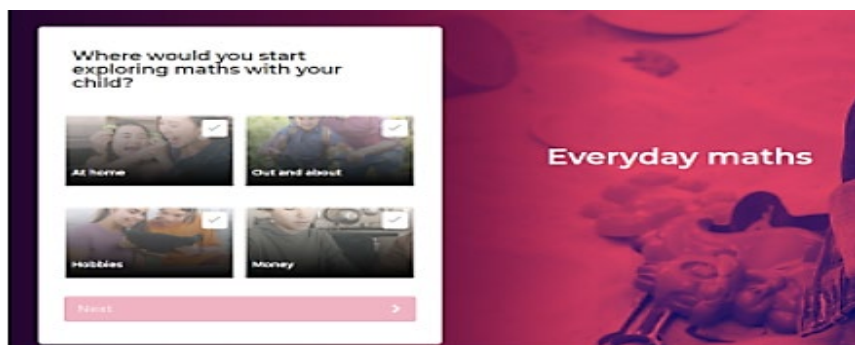 Where would you start
exploring maths with your
child?
At home
Out and about
Hobbies
Money
Next
Everyday maths